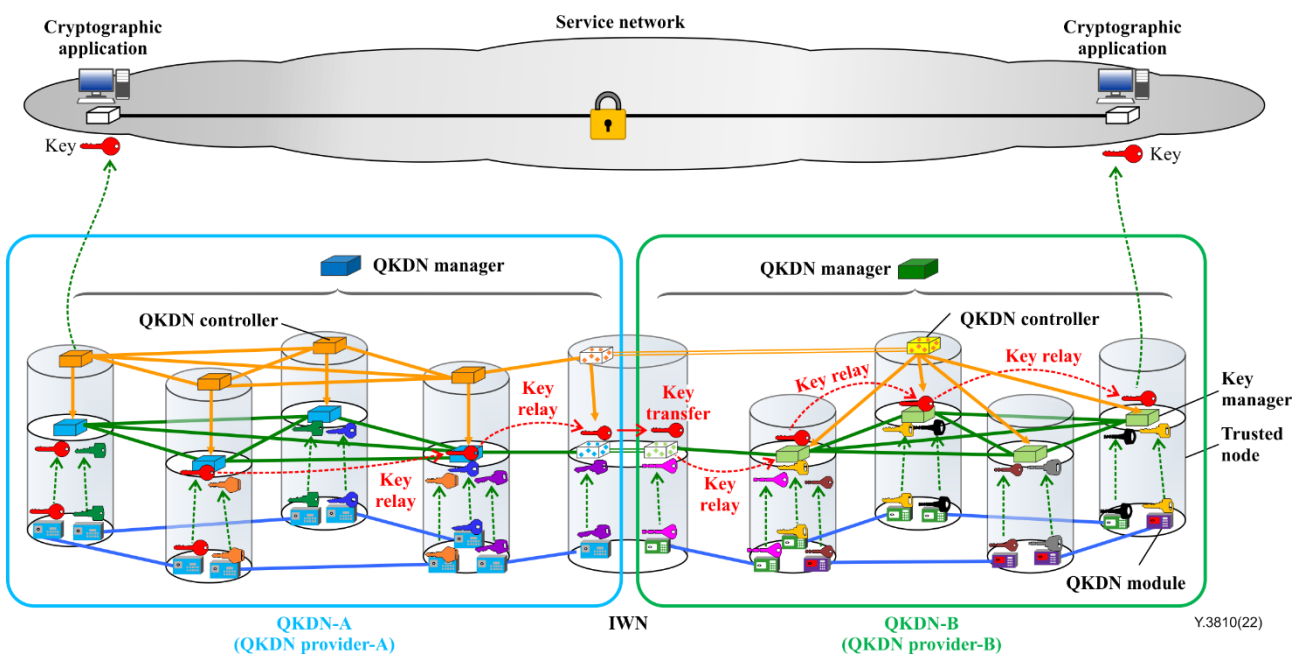 Service network
Cryptographic
application
Cryptographic
application
Key
Key
QKDN manager
QKDN manager
QKDN controller
QKDN controller
Key relay
Key relay
Key
relay
Key
transfer
Key
manager
Trusted
node
Key
relay
Key
relay
QKDN module
QKDN-A
(QKDN provider-A)
IWN
QKDN-B
(QKDN provider-B)
Y.3810(22)